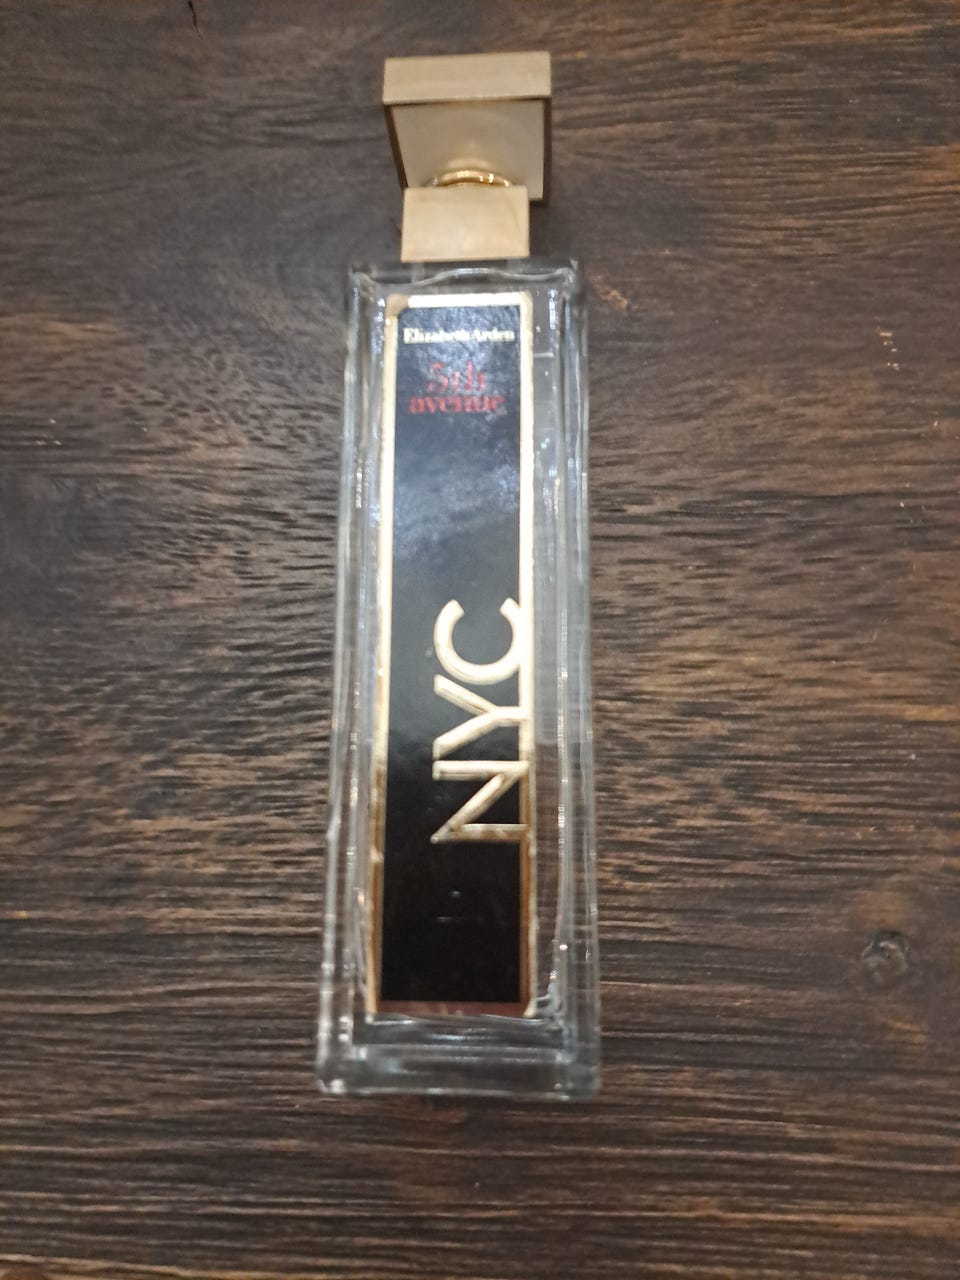 Elizabeth Arden
5th
avenue
NYC